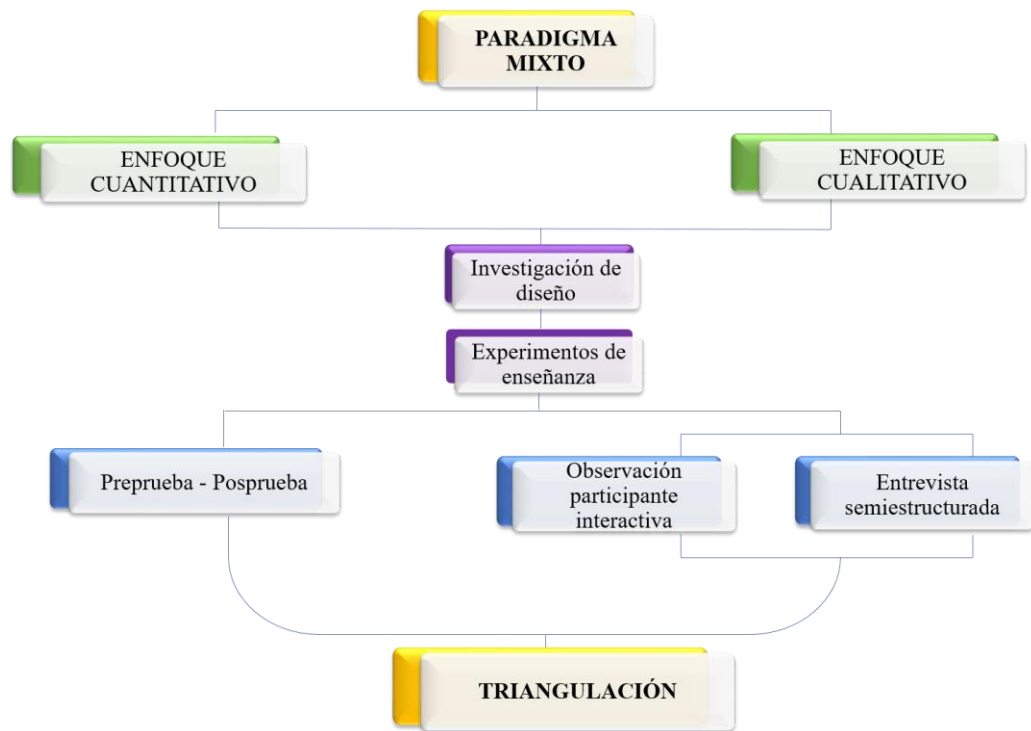 PARADIGMA
MIXTO
ENFOQUE
CUANTITATIVO
ENFOQUE
CUALITATIVO
Investigación de
diseño
Experimentos de
enseñanza
Preprueba - Posprueba
Observación
participante
interactiva
Entrevista
semiestructurada
TRIANGULACIÓN